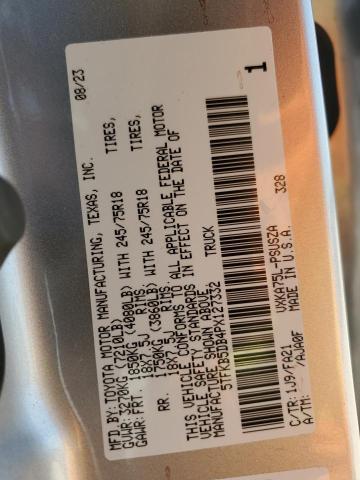 MFD.BY: TOYOTA MOTOR MANUFACTURING, TEXAS, INC. 08/23
GVWR: 3270KG (7210LB)
GAWR: FRT. 1850KG (4080LB) WITH 245/75R18 TIRES,
18X7.5J RIMS
RR. 1750KG (3860LB) WITH 245/75R18 TIRES,
18X7.5J RIMS
THIS VEHICLE CONFORMS TO ALL APPLICABLE FEDERAL MOTOR
VEHICLE SAFETY STANDARDS IN EFFECT ON THE DATE OF
MANUFACTURE SHOWN ABOVE.
5TFKB5DB4PX127332 TRUCK
C/TR: 1J9/FA21 VXKA75L-PSUSZA
A/TM: /AJA0F MADE IN U.S.A. 328
1